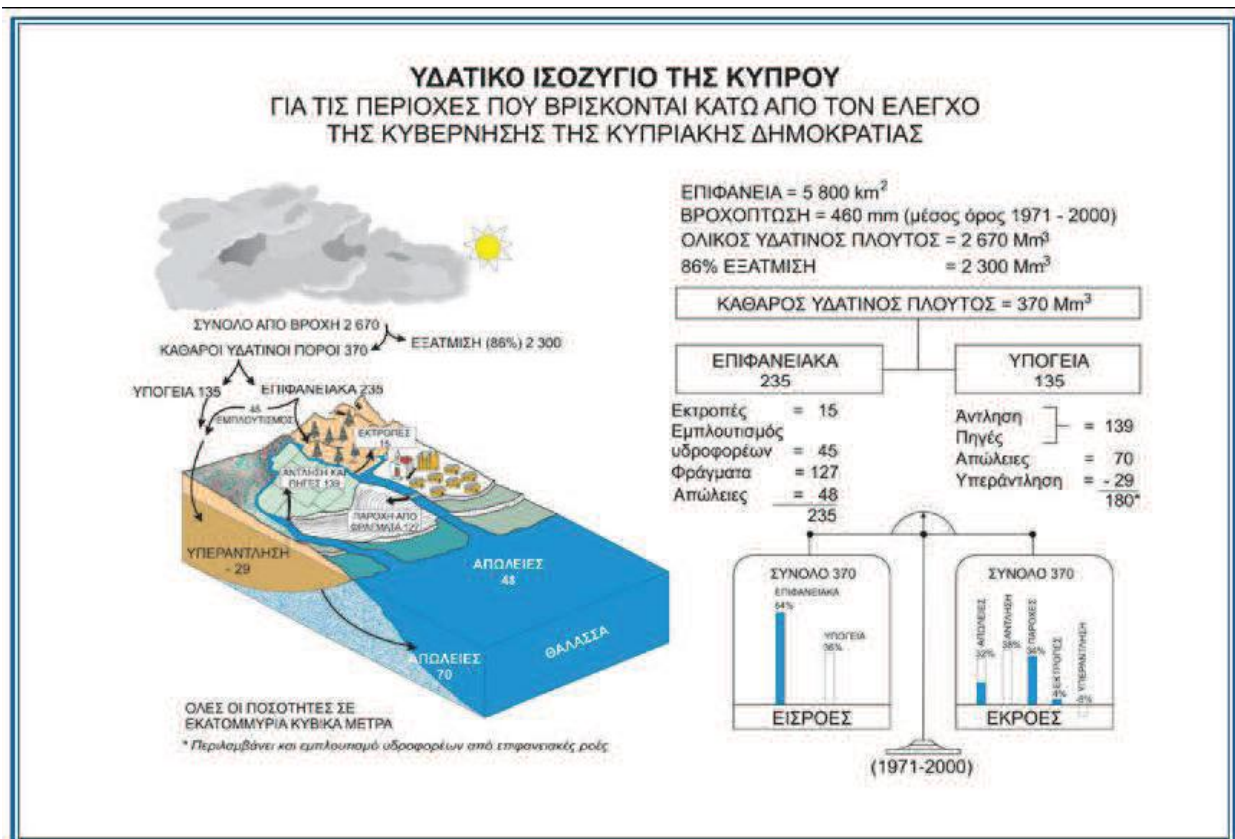 ΥΔΑΤΙΚΟ ΙΣΟΖΥΓΙΟ ΤΗΣ ΚΥΠΡΟΥ
ΓΙΑ ΤΙΣ ΠΕΡΙΟΧΕΣ ΠΟΥ ΒΡΙΣΚΟΝΤΑΙ ΚΑΤΩ ΑΠΟ ΤΟΝ ΕΛΕΓΧΟ
ΤΗΣ ΚΥΒΕΡΝΗΣΗΣ ΤΗΣ ΚΥΠΡΙΑΚΗΣ ΔΗΜΟΚΡΑΤΙΑΣ
ΣΥΝΟΛΟ ΑΠΟ ΒΡΟΧΗ 2 670
ΕΞΑΤΜΙΣΗ (86%) 2 300
ΚΑΘΑΡΟΙ ΥΔΑΤΙΝΟΙ ΠΟΡΟΙ 370
ΥΠΟΓΕΙΑ 135
ΕΠΙΦΑΝΕΙΑΚΑ 235
45
ΕΜΠΛΟΥΤΙΣΜΟΣ
ΕΚΤΡΟΠΕΣ
15
ΑΝΤΛΗΣΗ ΚΑΙ
ΠΗΓΕΣ 139
ΠΑΡΟΧΗ ΑΠΟ
ΦΡΑΓΜΑΤΑ 127
ΥΠΕΡΑΝΤΛΗΣΗ
- 29
ΑΠΩΛΕΙΕΣ
48
ΘΑΛΑΣΣΑ
ΑΠΩΛΕΙΕΣ
70
ΟΛΕΣ ΟΙ ΠΟΣΟΤΗΤΕΣ ΣΕ
ΕΚΑΤΟΜΜΥΡΙΑ ΚΥΒΙΚΑ ΜΕΤΡΑ
* Περιλαμβάνει και εμπλουτισμό υδροφορέων από επιφανειακές ροές
ΕΠΙΦΑΝΕΙΑ = 5 800 km²
ΒΡΟΧΟΠΤΩΣΗ = 460 mm (μέσος όρος 1971 - 2000)
ΟΛΙΚΟΣ ΥΔΑΤΙΝΟΣ ΠΛΟΥΤΟΣ = 2 670 Mm³
86% ΕΞΑΤΜΙΣΗ = 2 300 Mm³
ΚΑΘΑΡΟΣ ΥΔΑΤΙΝΟΣ ΠΛΟΥΤΟΣ = 370 Mm³
ΕΠΙΦΑΝΕΙΑΚΑ
235
Εκτροπές = 15
Εμπλουτισμός
υδροφορέων = 45
Φράγματα = 127
Απώλειες = 48
235
ΥΠΟΓΕΙΑ
135
Άντληση
Πηγές = 139
Απώλειες = 70
Υπεράντληση = - 29
180*
ΣΥΝΟΛΟ 370
ΕΠΙΦΑΝΕΙΑΚΑ
64%
ΥΠΟΓΕΙΑ
36%
ΕΙΣΡΟΕΣ
ΣΥΝΟΛΟ 370
ΑΠΩΛΕΙΕΣ
32%
ΑΝΤΛΗΣΗ
38%
ΠΑΡΟΧΕΣ
34%
ΕΚΤΡΟΠΕΣ
4%
ΥΠΕΡΑΝΤΛΗΣΗ
-8%
ΕΚΡΟΕΣ
(1971-2000)